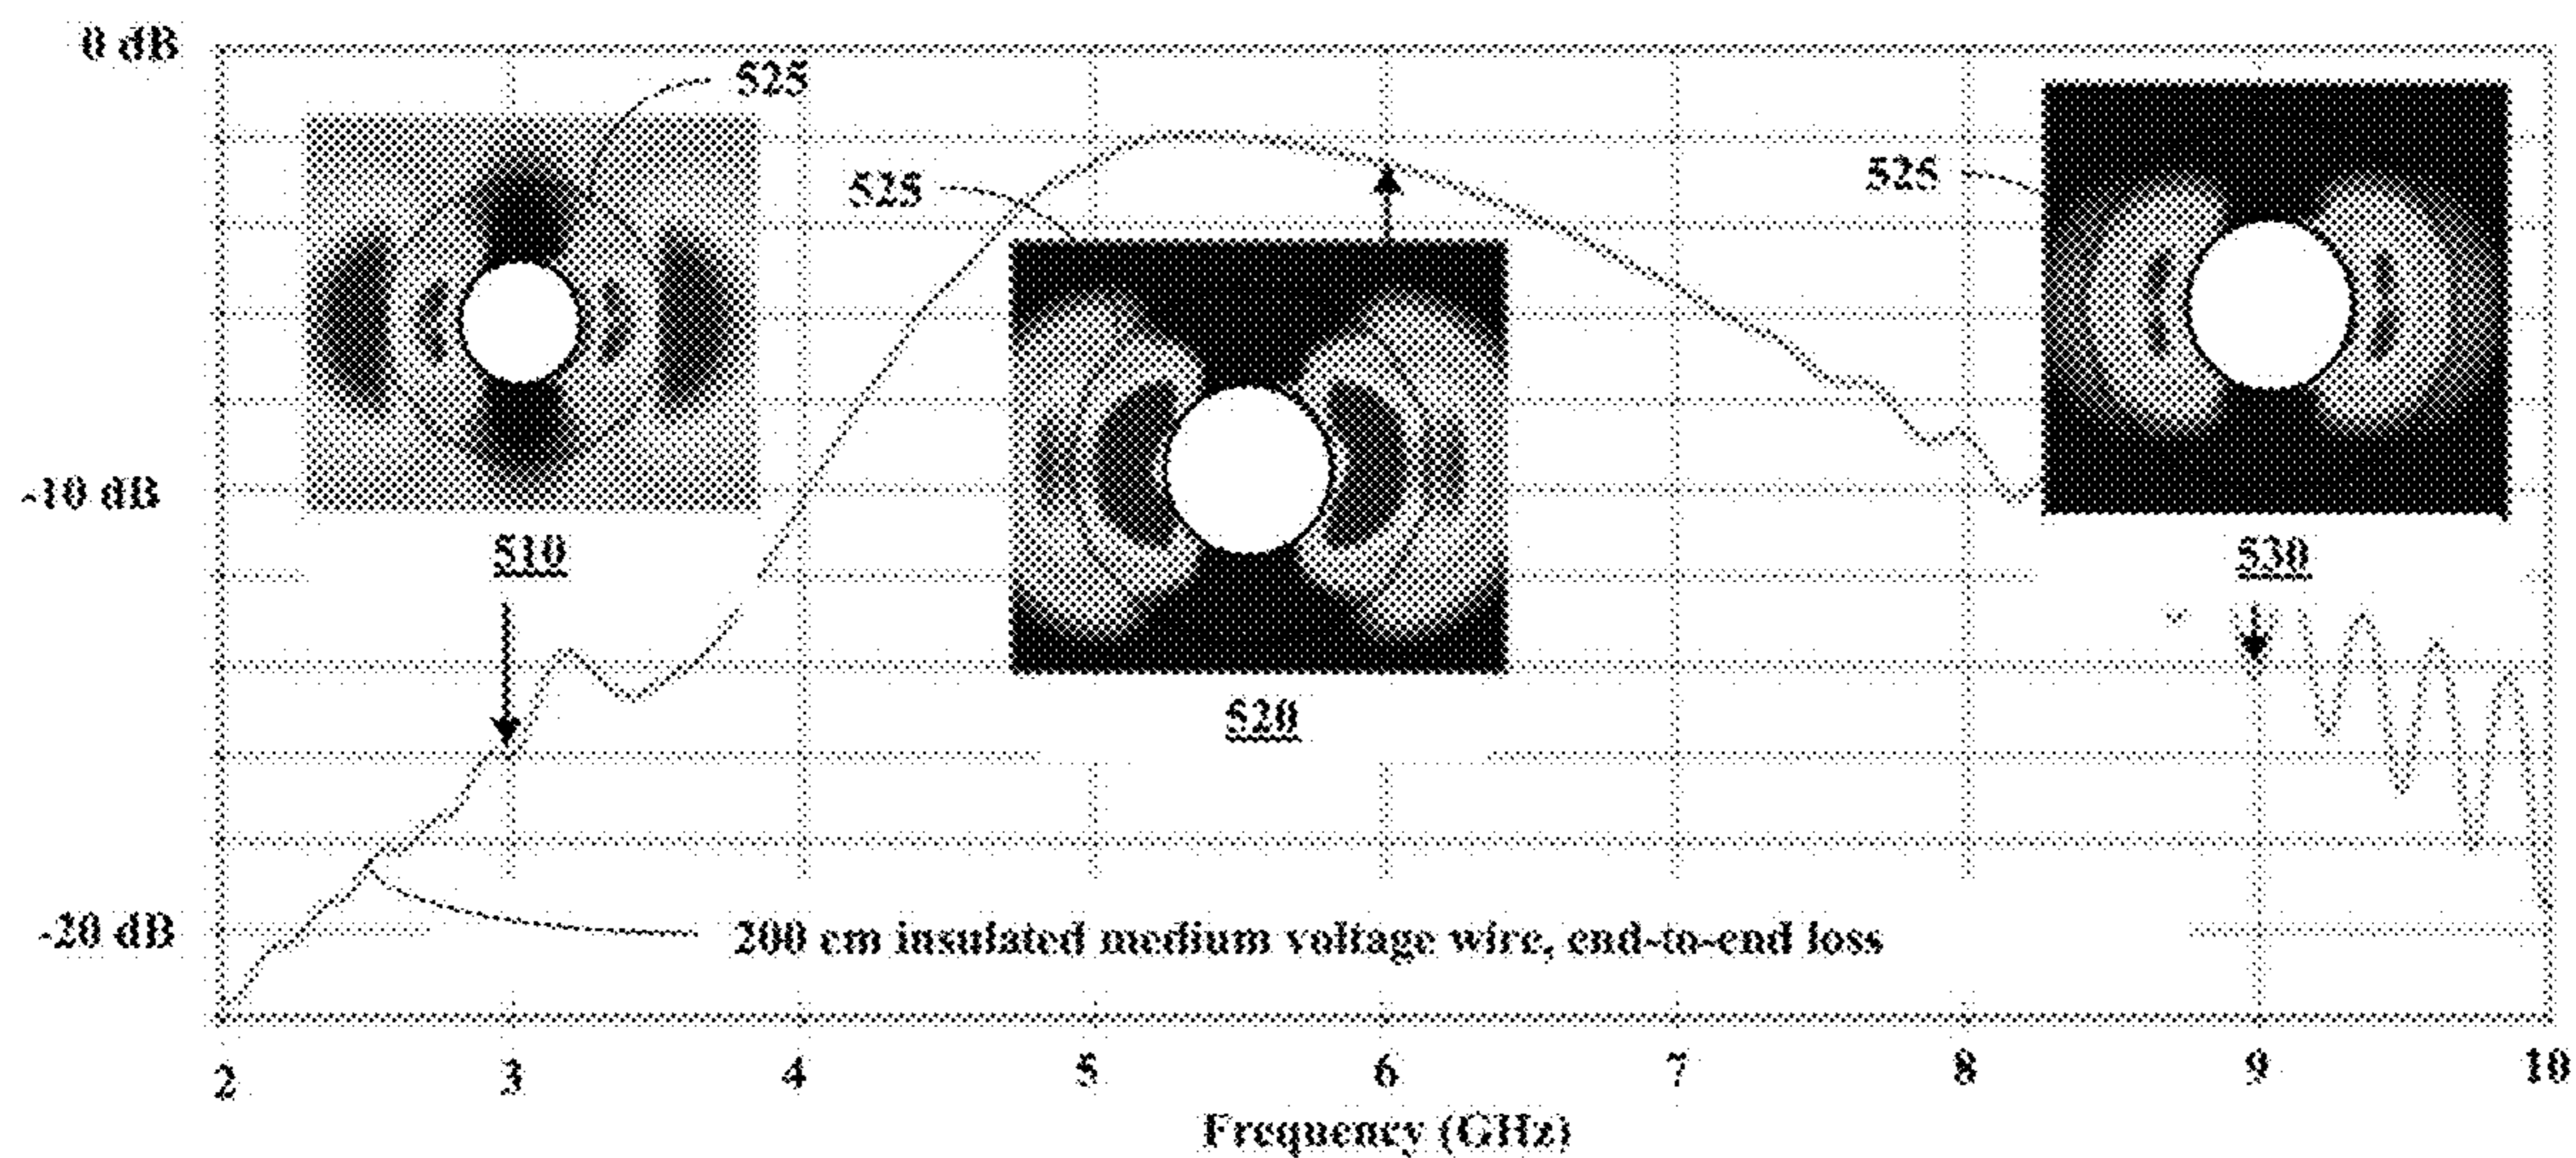 0 dB
525
525
525
-10 dB
510
530
520
-20 dB
200 cm insulated medium voltage wire, end-to-end loss
2 3 4 5 6 7 8 9 10
Frequency (GHz)